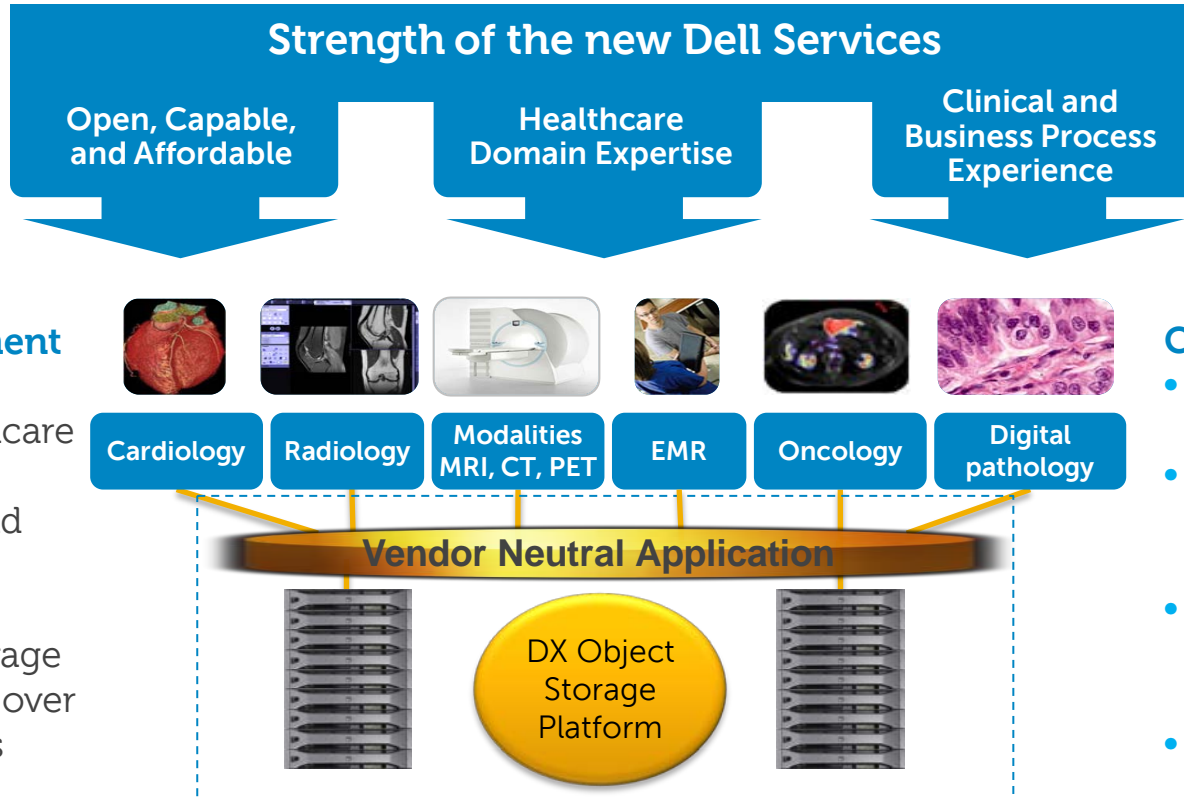 Strength of the new Dell Services
Open, Capable,
and Affordable
Healthcare
Domain Expertise
Clinical and
Business Process
Experience
Cardiology
Radiology
Modalities
MRI, CT, PET
EMR
Oncology
Digital
pathology
Vendor Neutral Application
DX Object
Storage
Platform
over